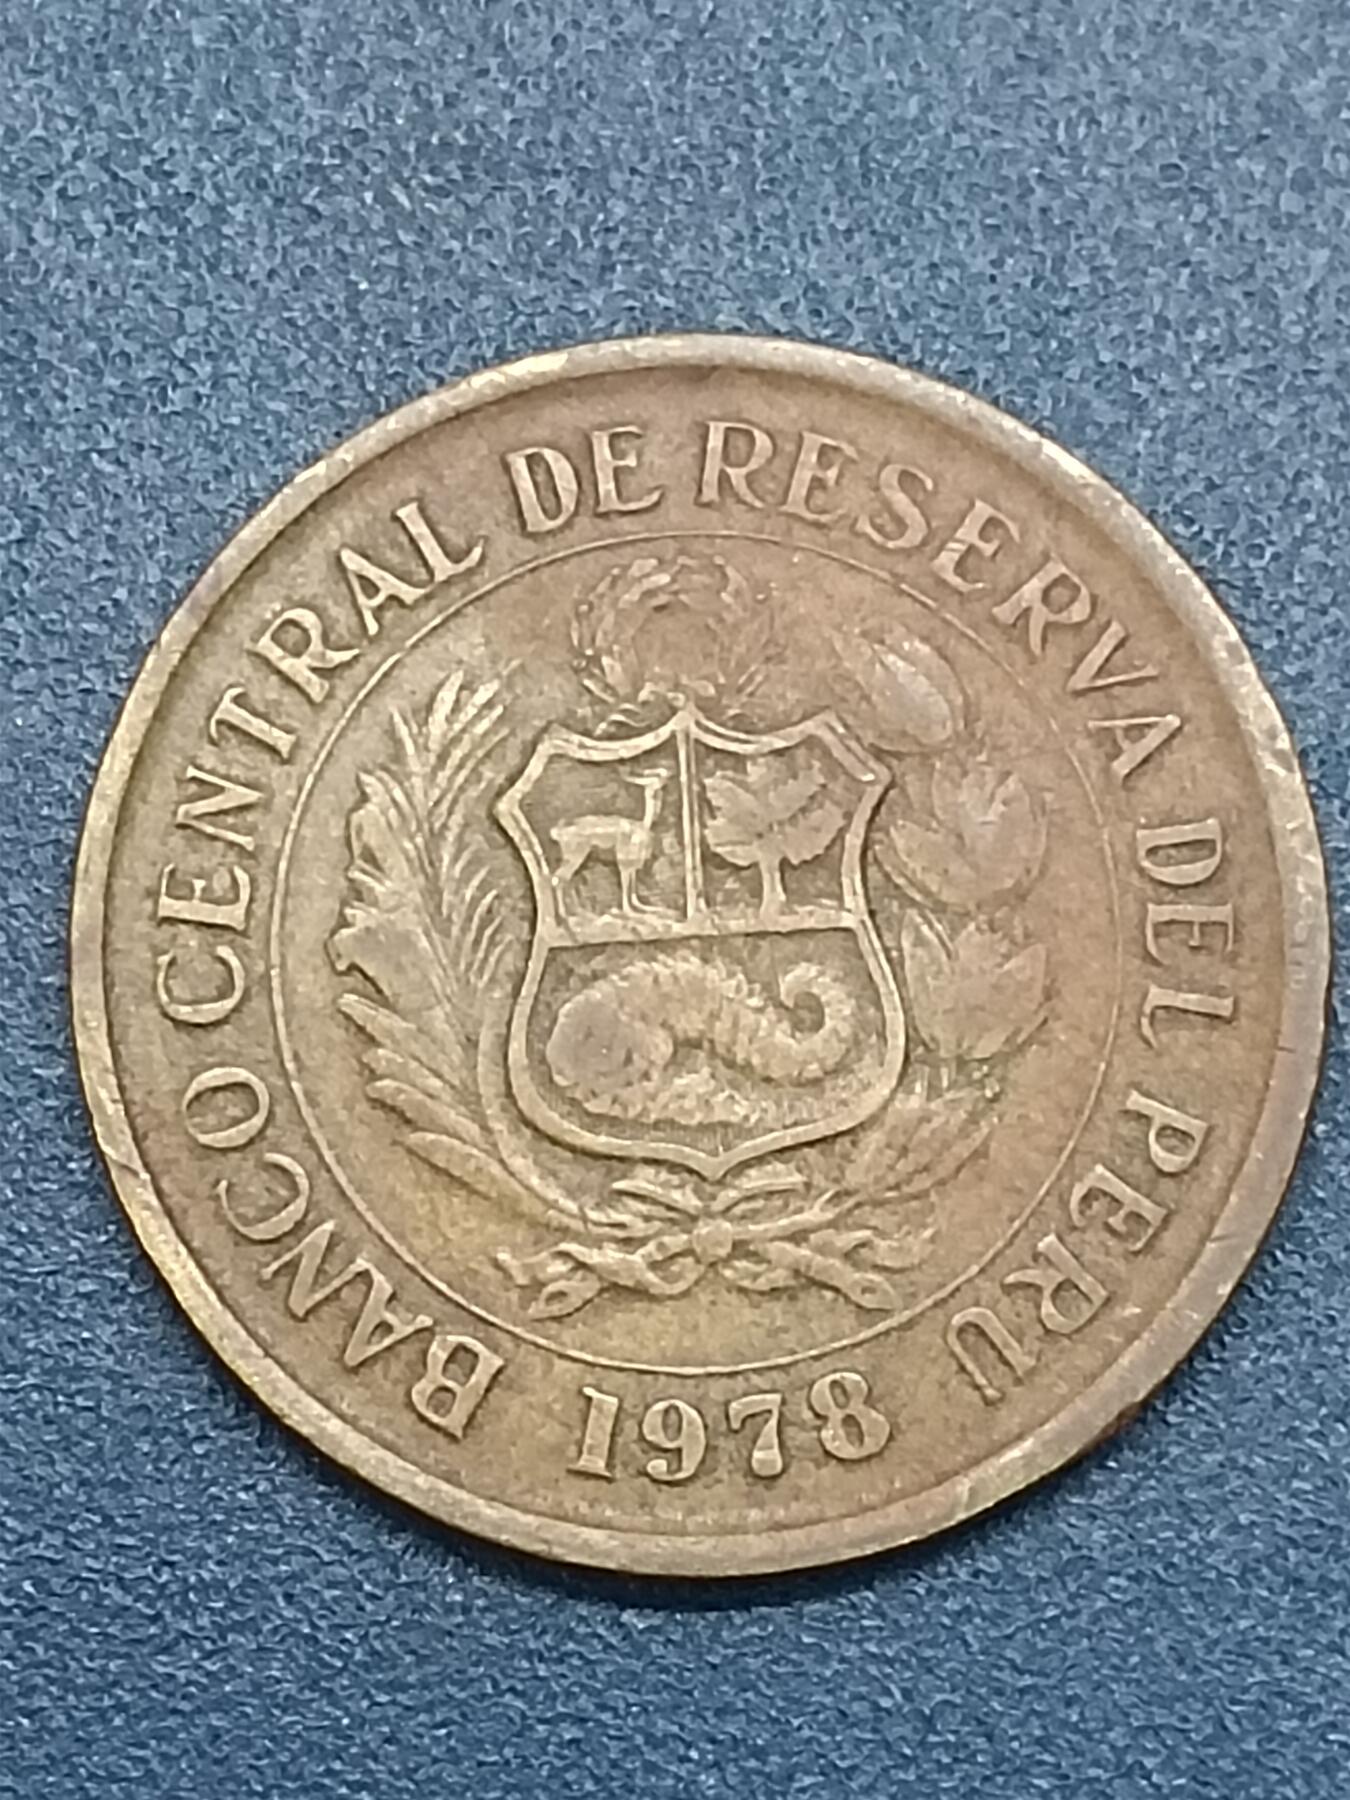 BANCO CENTRAL DE RESERVA DEL PERU
1978